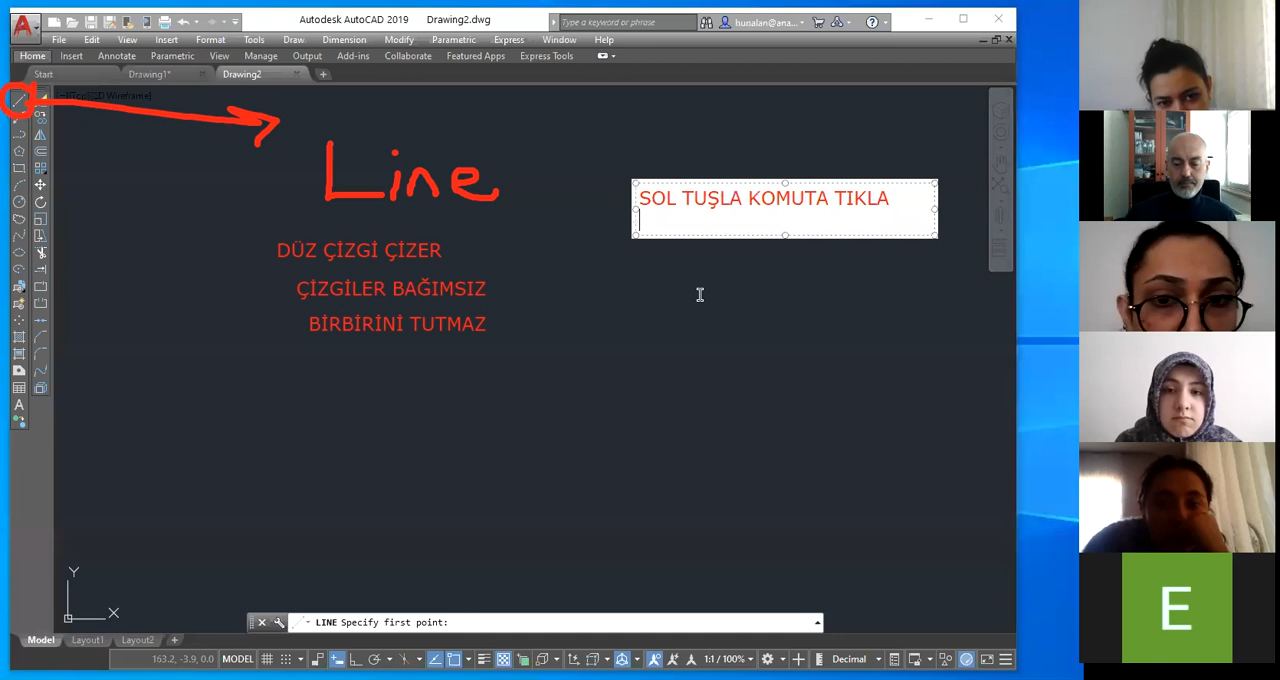 Autodesk AutoCAD 2019 Drawing2.dwg
Type a keyword or phrase
hunalan@ana...
File Edit View Insert Format Tools Draw Dimension Modify Parametric Express Window Help
Home Insert Annotate Parametric View Manage Output Add-ins Collaborate Featured Apps Express Tools
Start Drawing1* Drawing2
Line
SOL TUŞLA KOMUTA TIKLA
DÜZ ÇİZGİ ÇİZER
ÇİZGİLER BAĞIMSIZ
BİRBİRİNİ TUTMAZ
Y
X
LINE Specify first point:
Model Layout1 Layout2
163.2, -3.9, 0.0 MODEL 1:1 / 100% Decimal
E